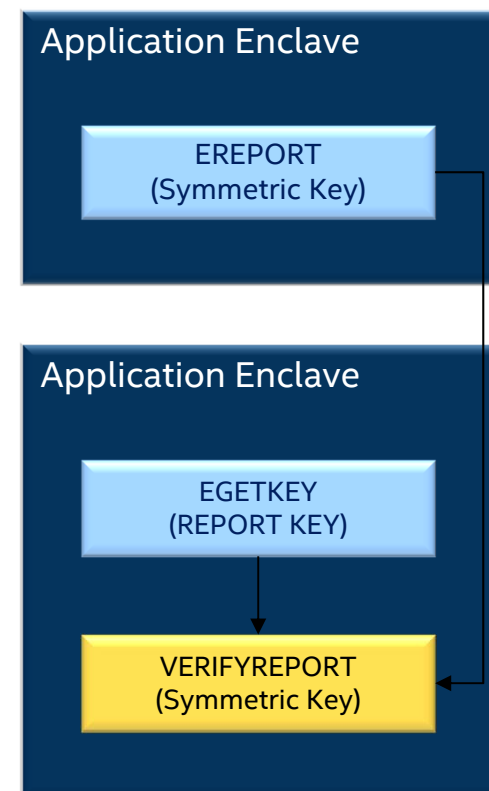 Application Enclave
EREPORT
(Symmetric Key)
Application Enclave
EGETKEY
(REPORT KEY)
VERIFYREPORT
(Symmetric Key)